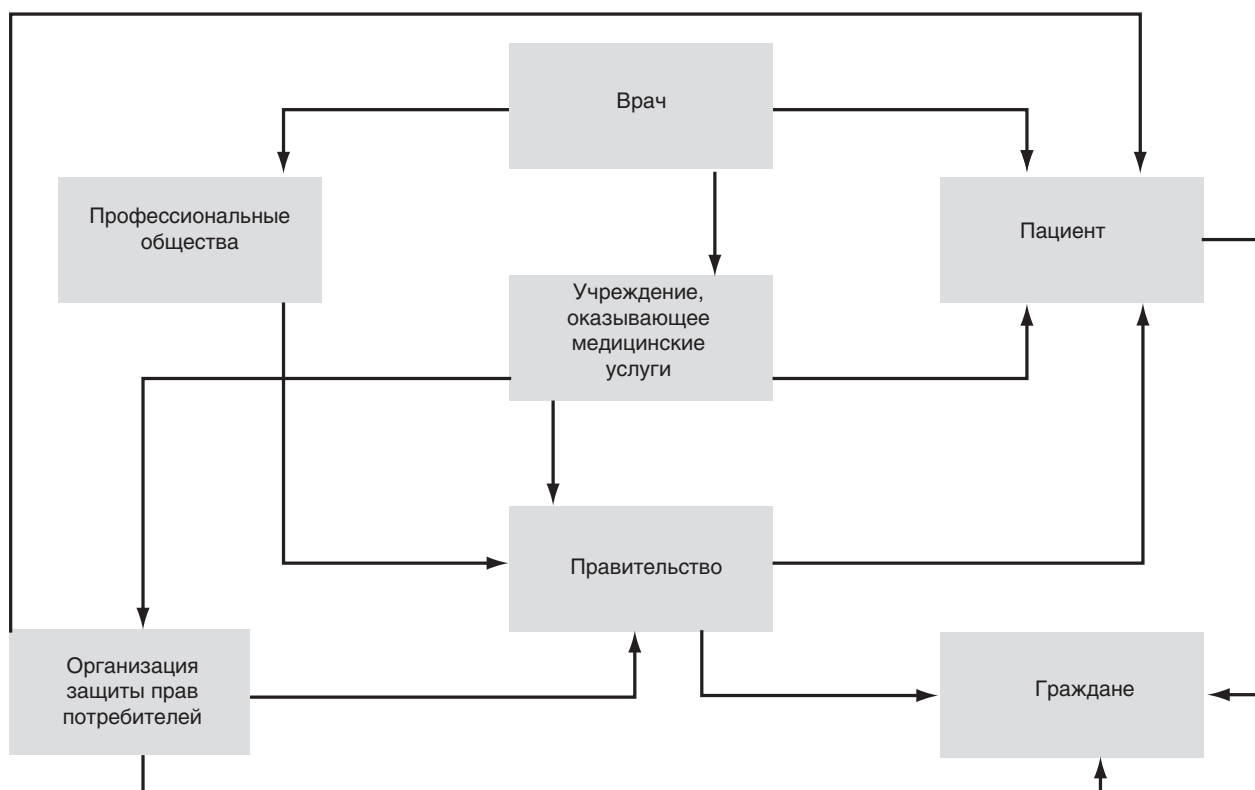 Врач
Профессиональные
общества
Пациент
Учреждение,
оказывающее
медицинские
услуги
Правительство
Организация
защиты прав
потребителей
Граждане